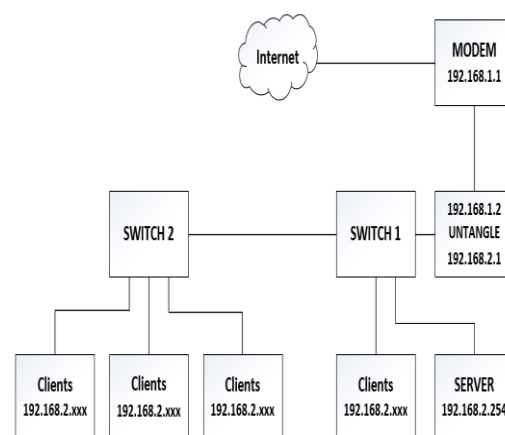 Internet
MODEM
192.168.1.1
192.168.1.2
UNTANGLE
192.168.2.1
SWITCH 2
SWITCH 1
Clients
192.168.2.xxx
Clients
192.168.2.xxx
Clients
192.168.2.xxx
Clients
192.168.2.xxx
SERVER
192.168.2.254